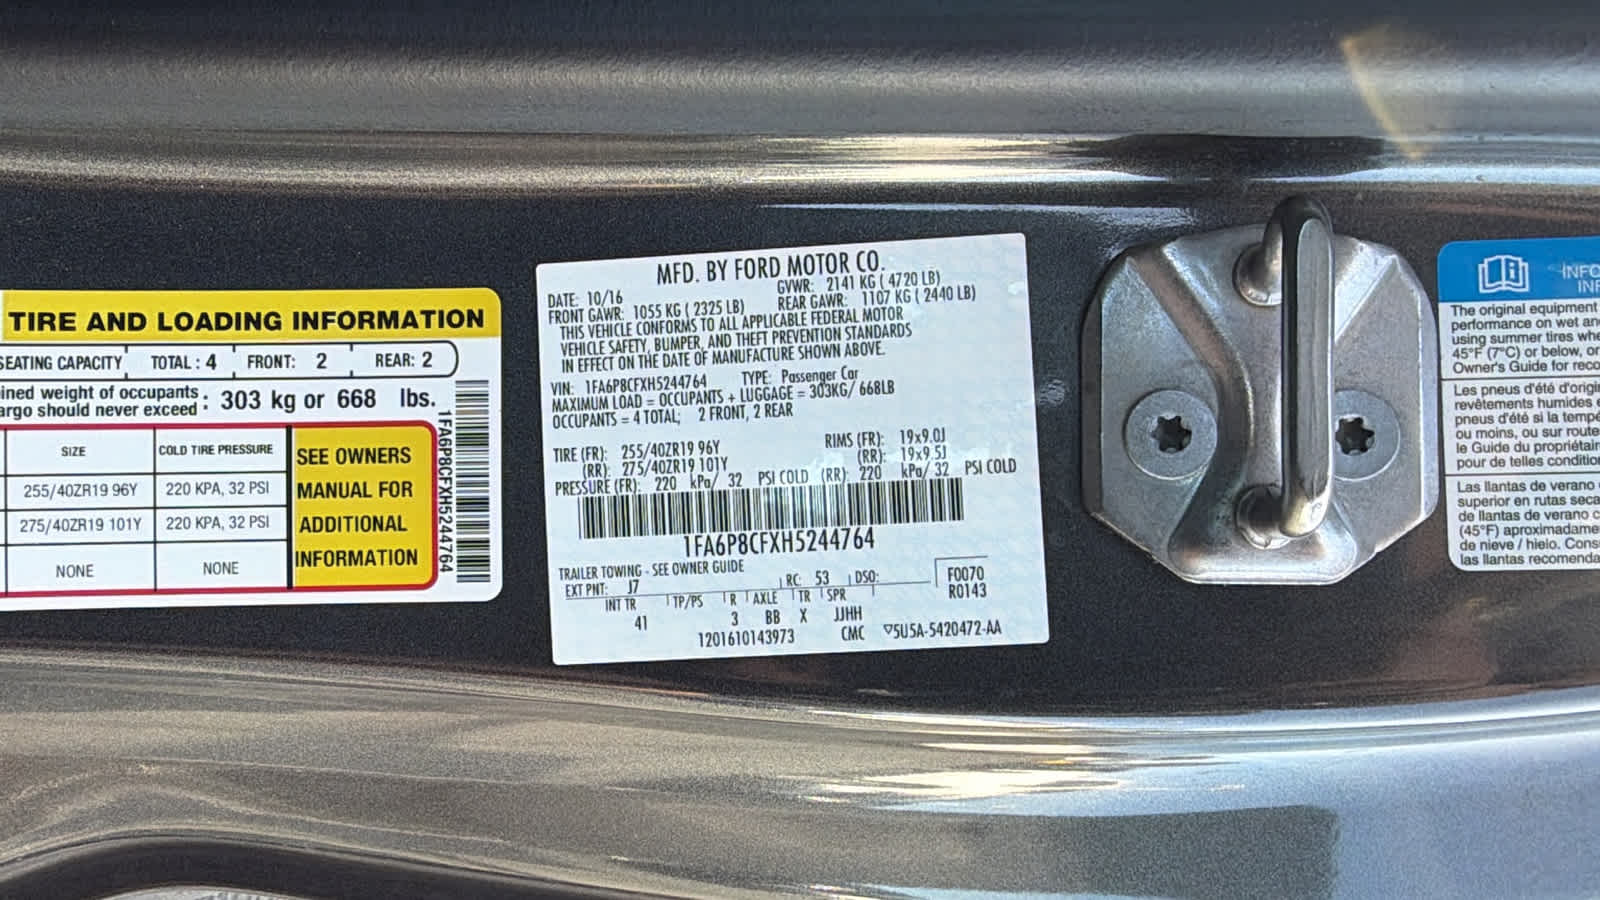 TIRE AND LOADING INFORMATION
SEATING CAPACITY TOTAL : 4 FRONT: 2 REAR: 2
ined weight of occupants
argo should never exceed : 303 kg or 668 lbs.
SIZE COLD TIRE PRESSURE
255/40ZR19 96Y 220 KPA, 32 PSI
275/40ZR19 101Y 220 KPA, 32 PSI
NONE NONE
SEE OWNERS
MANUAL FOR
ADDITIONAL
INFORMATION
1FA6P8CFXH5244764
MFD. BY FORD MOTOR CO.
DATE: 10/16 GVWR: 2141 KG ( 4720 LB)
FRONT GAWR: 1055 KG ( 2325 LB) REAR GAWR: 1107 KG ( 2440 LB)
THIS VEHICLE CONFORMS TO ALL APPLICABLE FEDERAL MOTOR
VEHICLE SAFETY, BUMPER, AND THEFT PREVENTION STANDARDS
IN EFFECT ON THE DATE OF MANUFACTURE SHOWN ABOVE.
VIN: 1FA6P8CFXH5244764 TYPE: Passenger Car
MAXIMUM LOAD = OCCUPANTS + LUGGAGE = 303KG/ 668LB
OCCUPANTS = 4 TOTAL; 2 FRONT, 2 REAR
TIRE (FR): 255/40ZR19 96Y RIMS (FR): 19x9.0J
(RR): 275/40ZR19 101Y (RR): 19x9.5J
PRESSURE (FR): 220 kPa/ 32 PSI COLD (RR): 220 kPa/ 32 PSI COLD
1FA6P8CFXH5244764
TRAILER TOWING - SEE OWNER GUIDE
EXT PNT: J7 RC: 53 DSO: F0070
INT TR TP/PS R AXLE TR SPR R0143
41 3 BB X JJHH
1201610143973 CMC ▽5U5A-5420472-AA
INFO
INF
The original equipment
performance on wet an
using summer tires whe
45°F (7°C) or below, or
Owner's Guide for reco
Les pneus d'été d'origi
revêtements humides e
pneus d'été si la tempé
ou moins, ou sur route
le Guide du propriétair
pour de telles condition
Las llantas de verano
superior en rutas seca
de llantas de verano c
(45°F) aproximadame
de nieve / hielo. Cons
las llantas recomenda